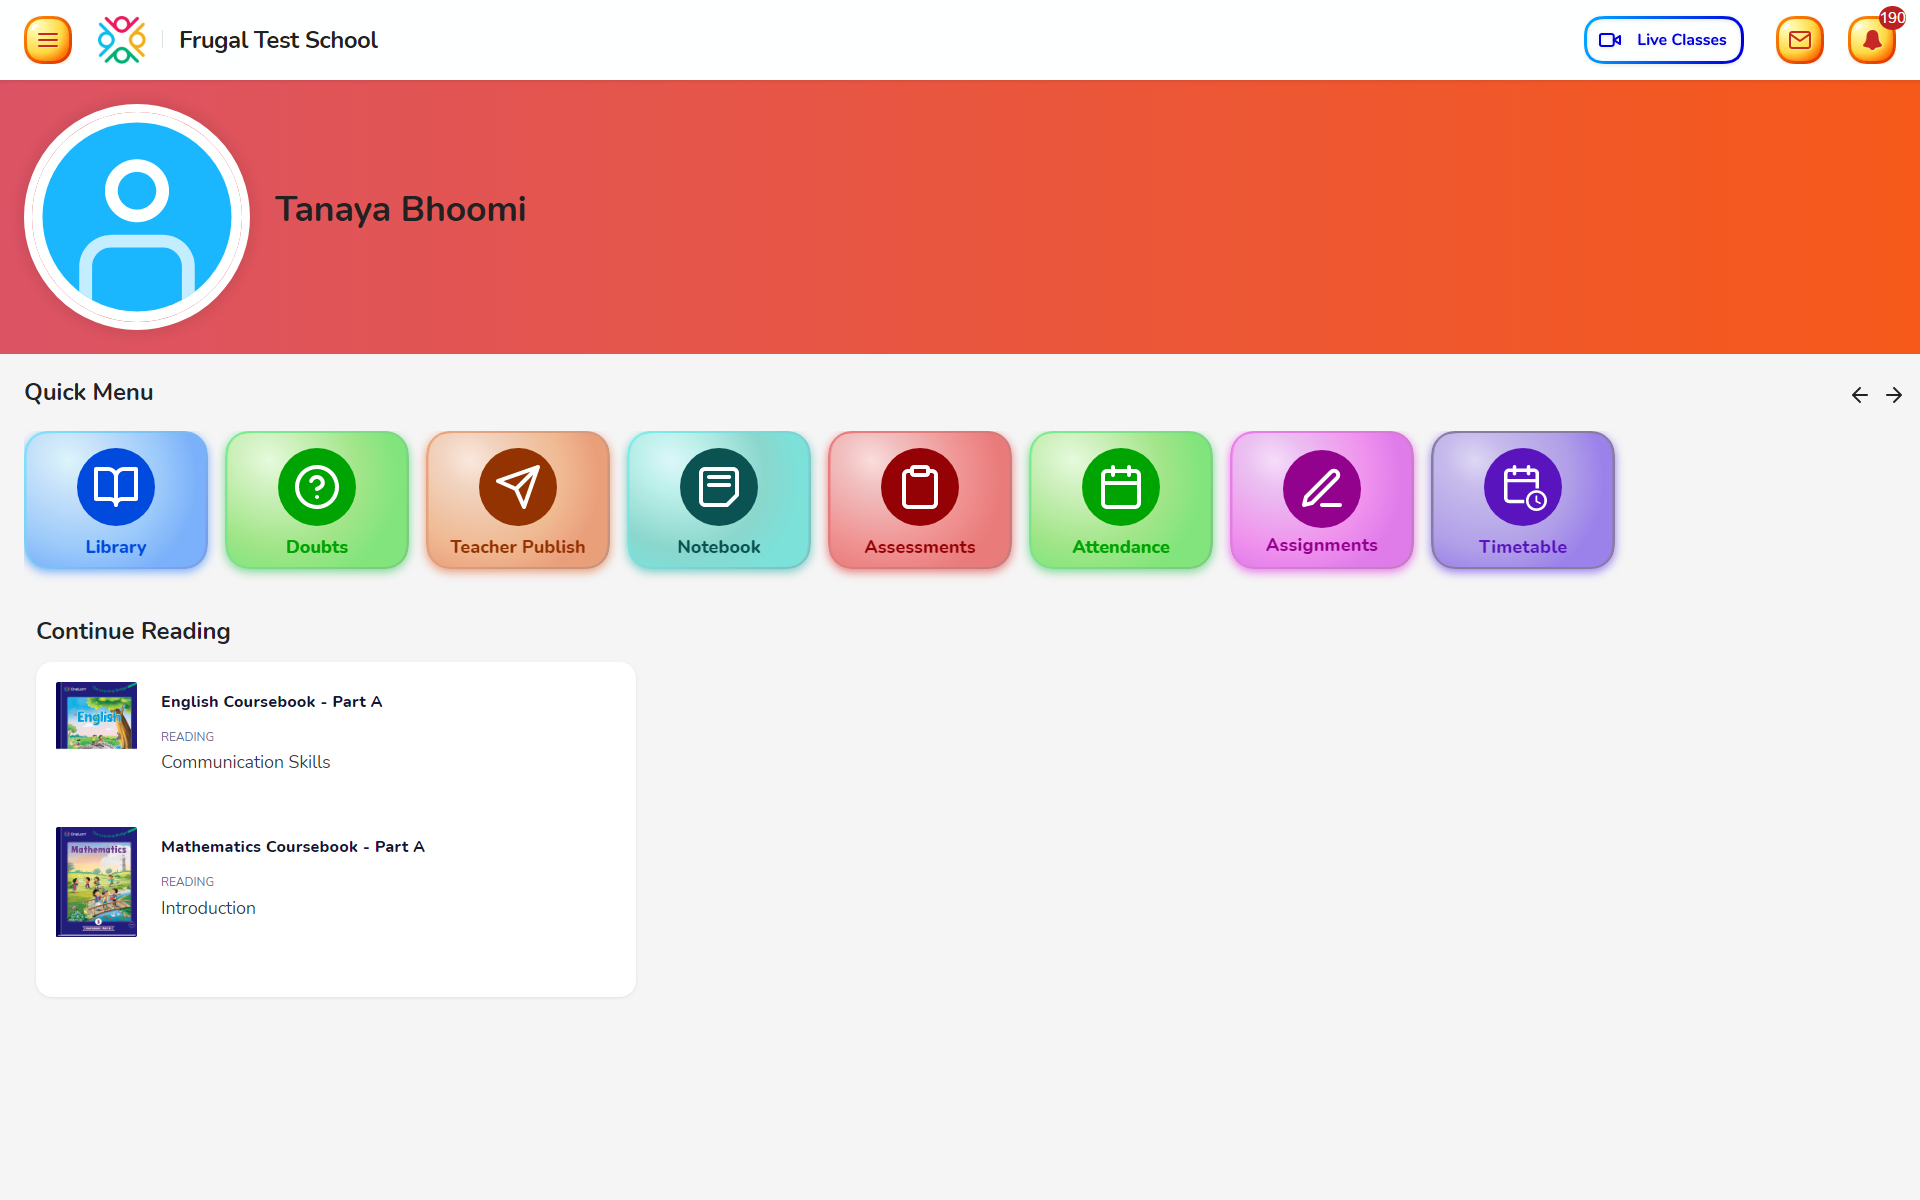 Frugal Test School
Live Classes
190
Tanaya Bhoomi
Quick Menu
Library
Doubts
Teacher Publish
Notebook
Assessments
Attendance
Assignments
Timetable
Continue Reading
English
English Coursebook - Part A
READING
Communication Skills
Mathematics
Mathematics Coursebook - Part A
READING
Introduction